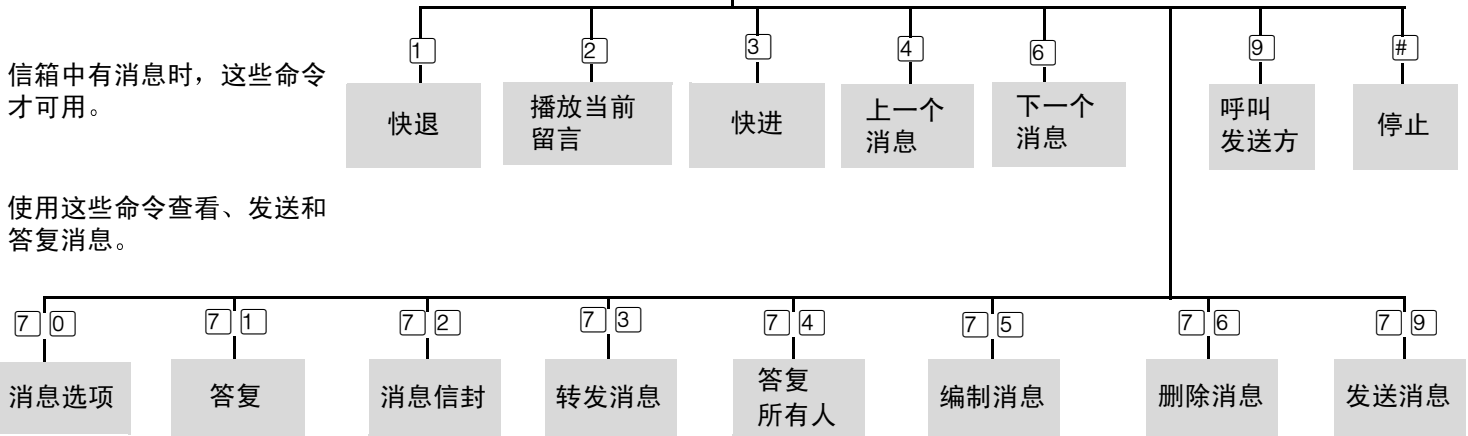 信箱中有消息时，这些命令
才可用。
1
快退
2
播放当前
留言
3
快进
4
上一个
消息
6
下一个
消息
9
呼叫
发送方
#
停止
使用这些命令查看、发送和
答复消息。
7 0
消息选项
7 1
答复
7 2
消息信封
7 3
转发消息
7 4
答复
所有人
7 5
编制消息
7 6
删除消息
7 9
发送消息